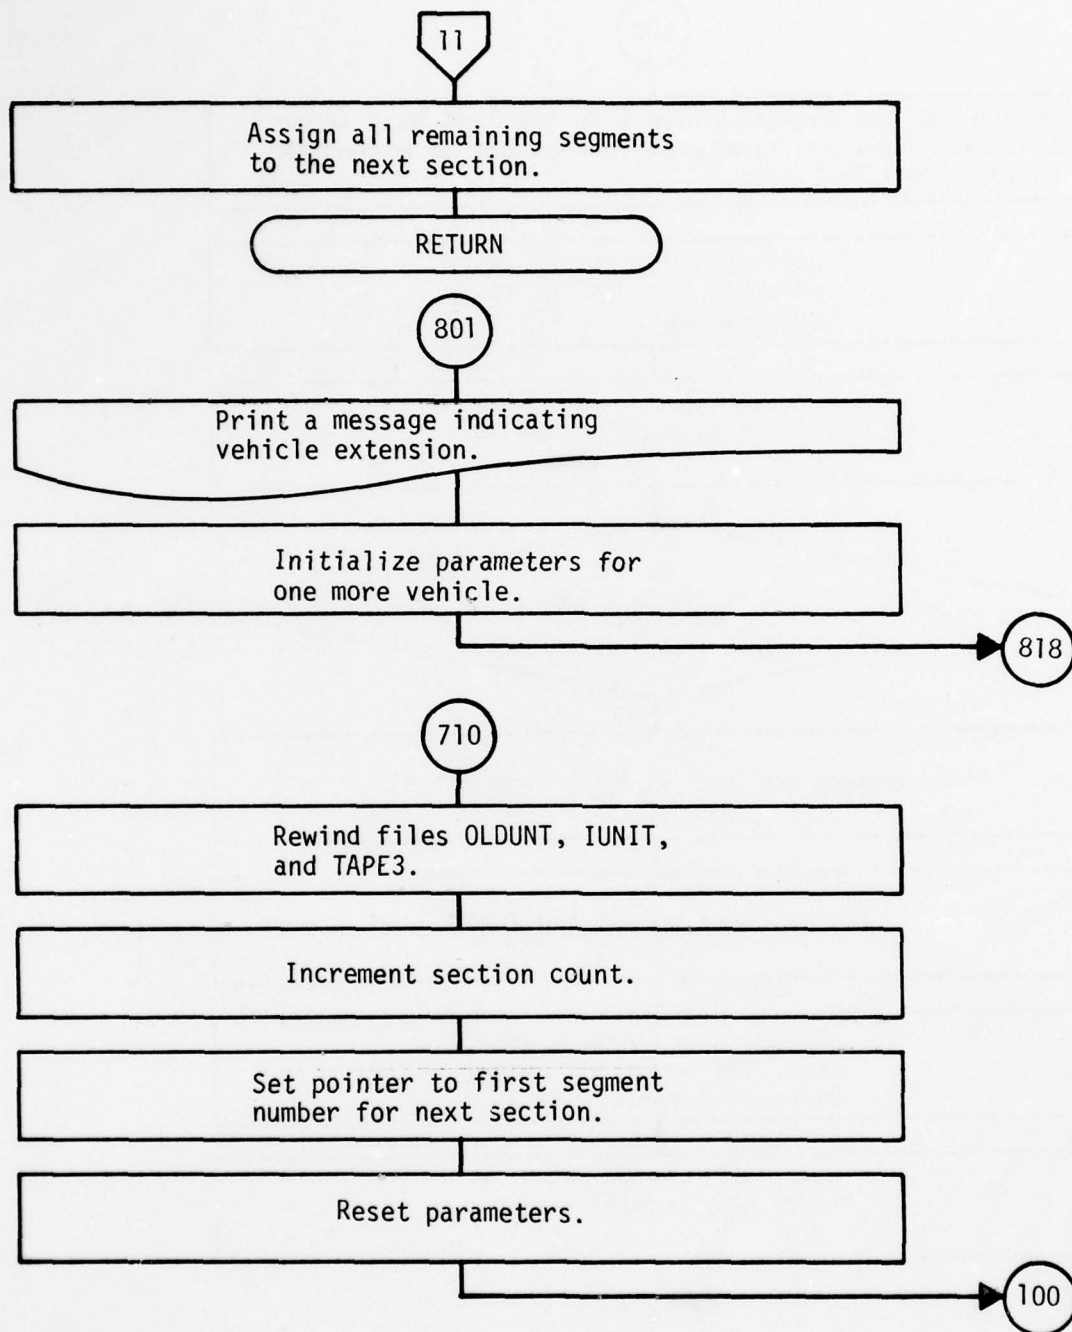 11
Assign all remaining segments
to the next section.
RETURN
801
Print a message indicating
vehicle extension.
Initialize parameters for
one more vehicle.
818
710
Rewind files OLDUNT, IUNIT,
and TAPE3.
Increment section count.
Set pointer to first segment
number for next section.
Reset parameters.
100